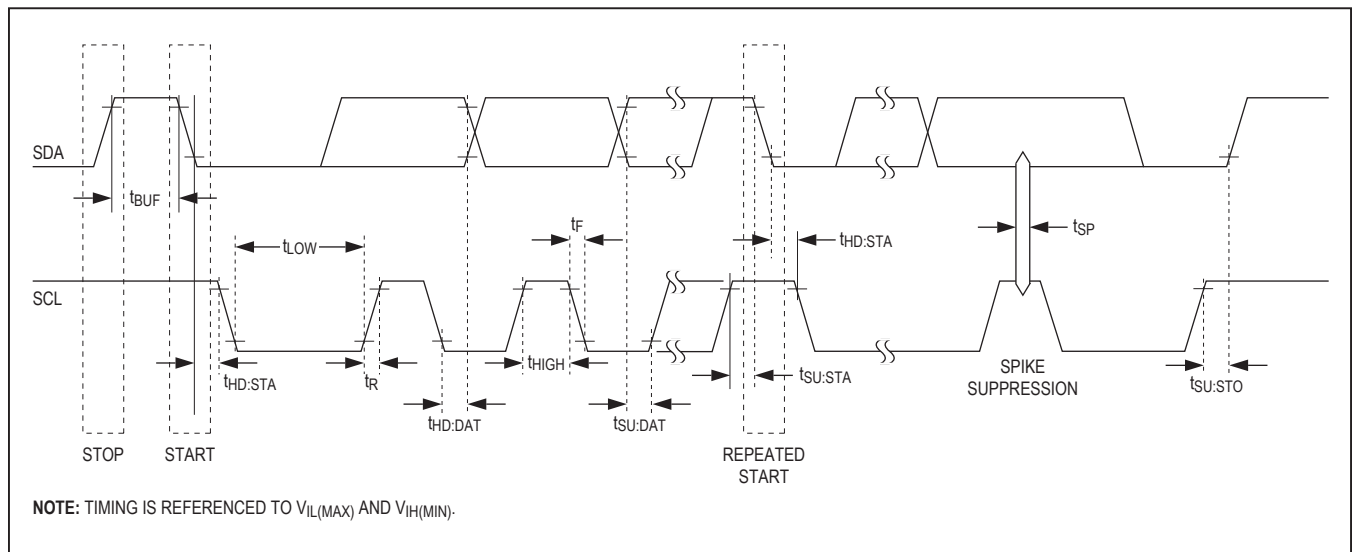 SDA
tBUF
tF
tLOW
tHD:STA
tSP
SCL
tHD:STA
tR
tHIGH
tHD:DAT
tSU:DAT
tSU:STA
SPIKE
SUPPRESSION
tSU:STO
STOP
START
REPEATED
START
NOTE: TIMING IS REFERENCED TO VIL(MAX) AND VIH(MIN).